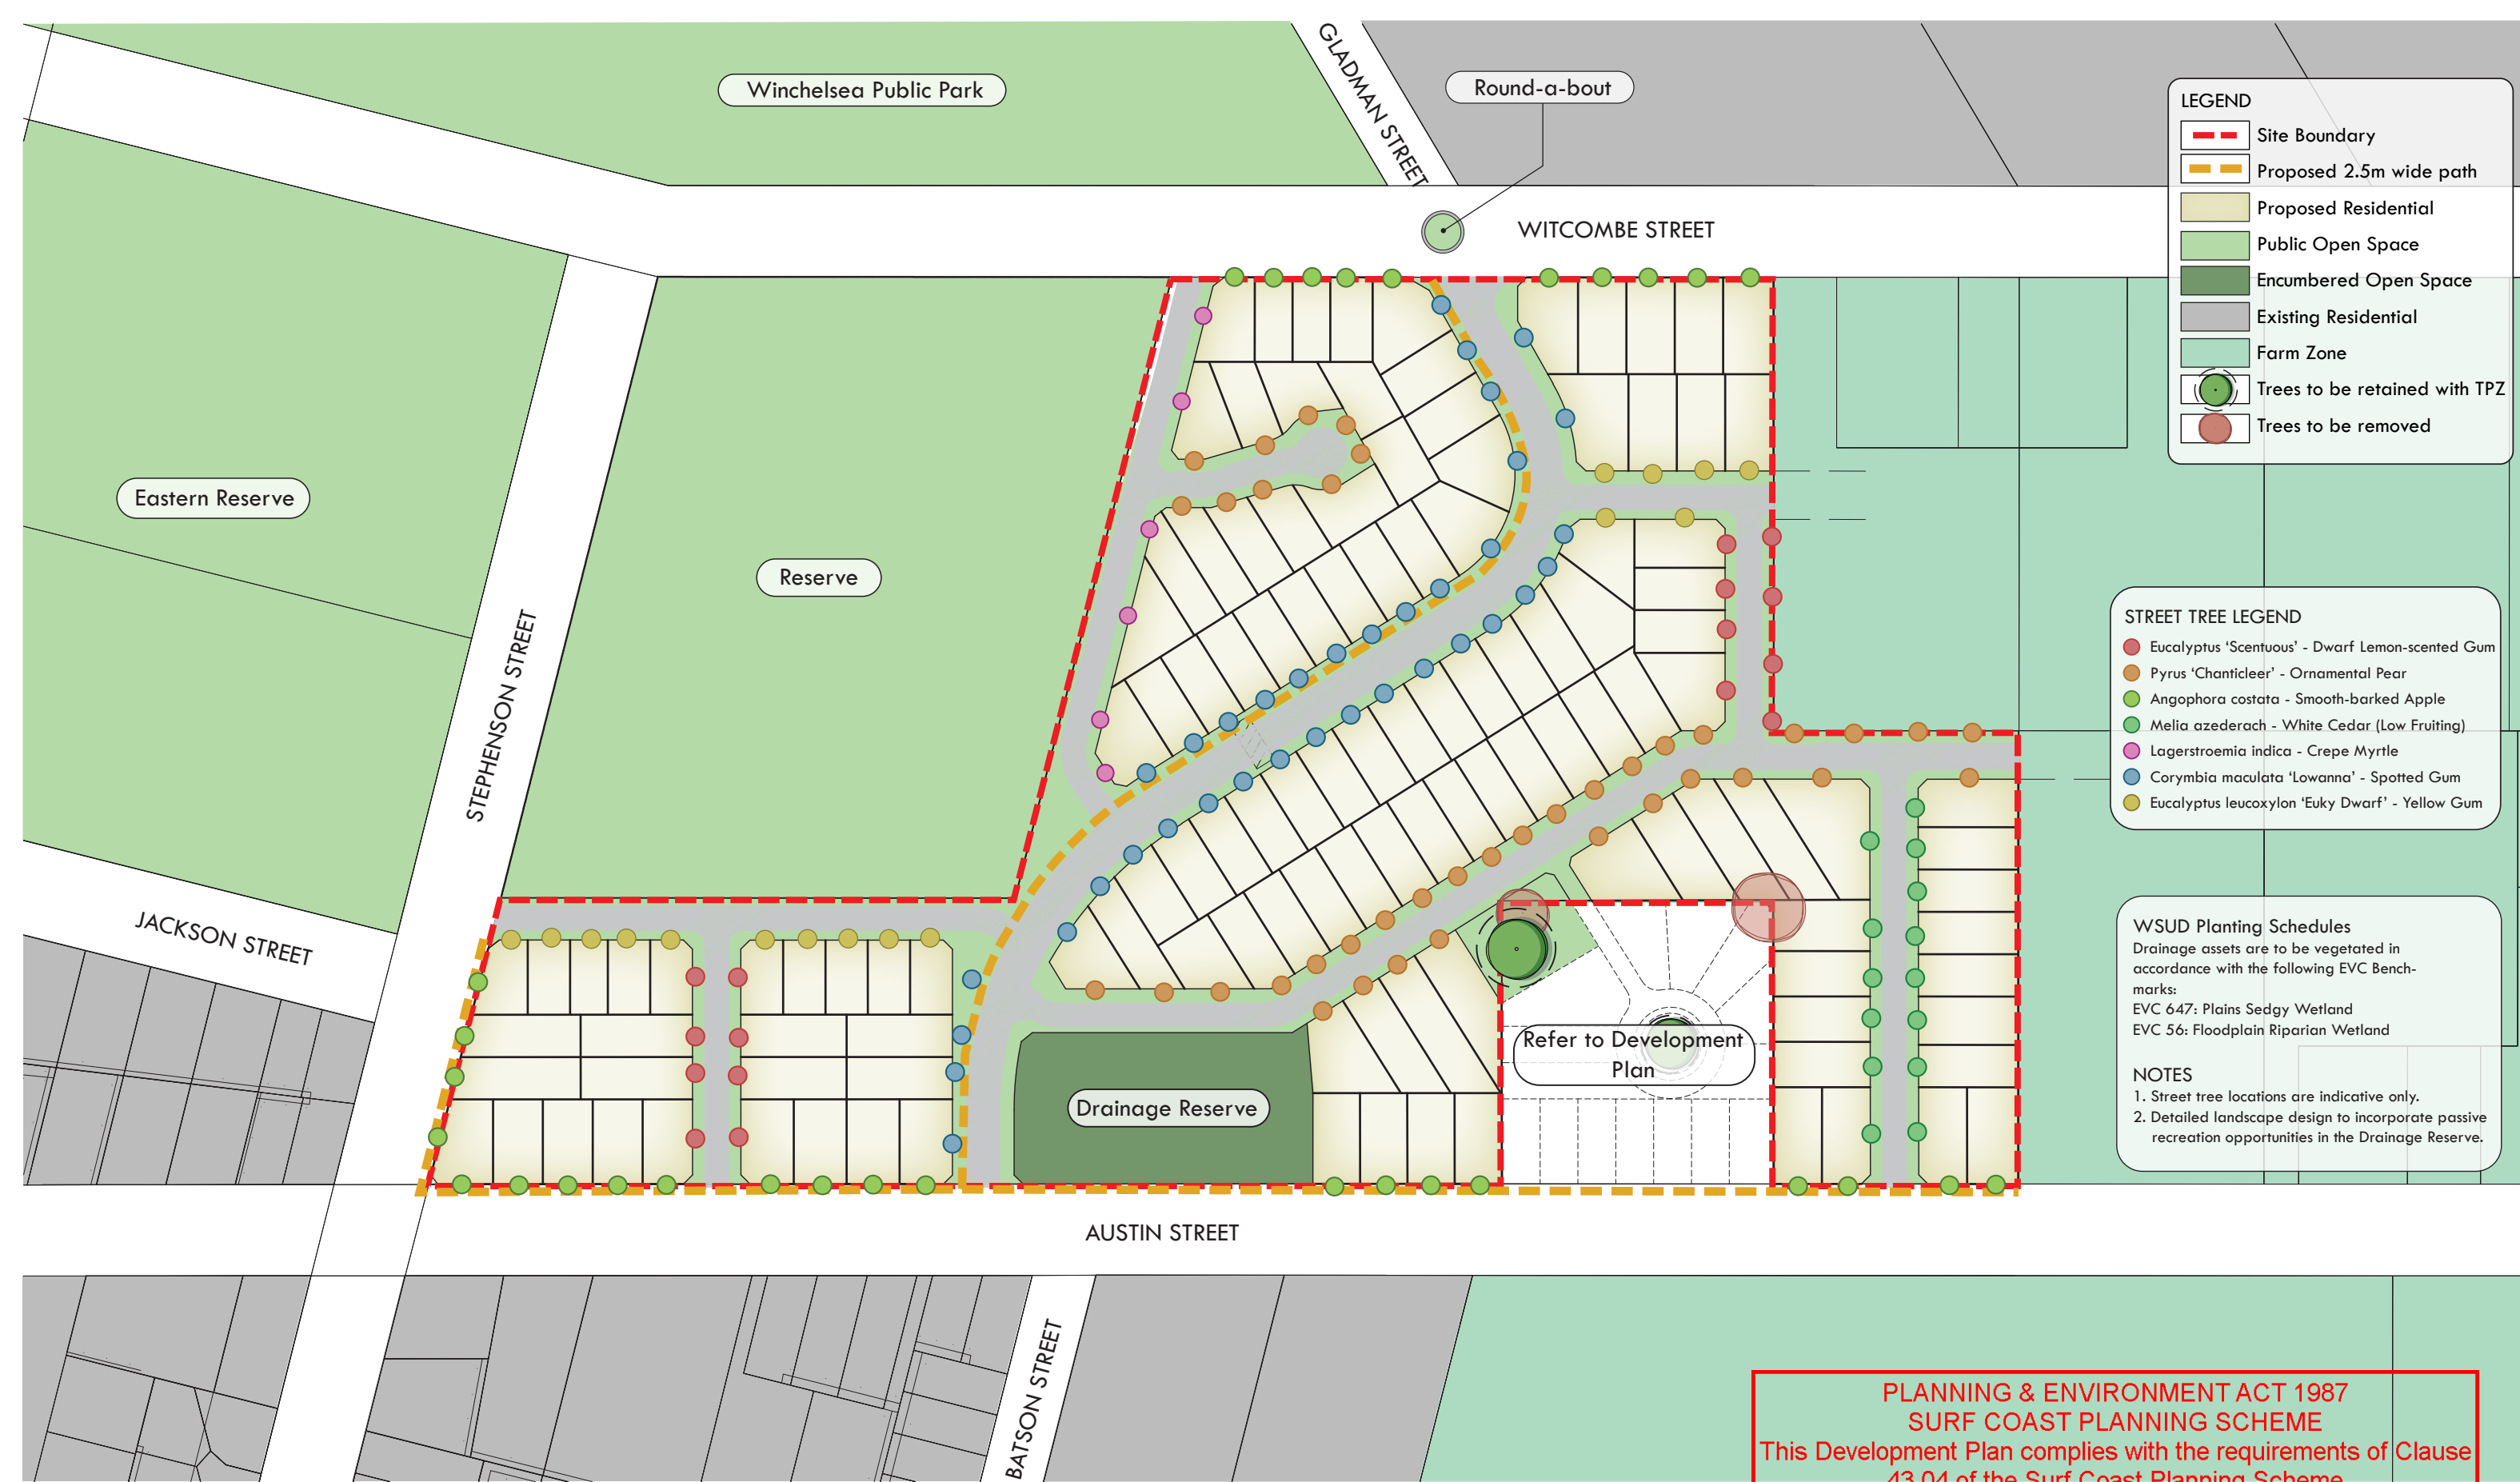 GLADMAN STREET
Winchelsea Public Park
Round-a-bout
WITCOMBE STREET
LEGEND
Site Boundary
Proposed 2.5m wide path
Proposed Residential
Public Open Space
Encumbered Open Space
Existing Residential
Farm Zone
Trees to be retained with TPZ
Trees to be removed
Eastern Reserve
Reserve
STEPHENSON STREET
JACKSON STREET
STREET TREE LEGEND
Eucalyptus ‘Scentuous’ - Dwarf Lemon-scented Gum
Pyrus ‘Chanticleer’ - Ornamental Pear
Angophora costata - Smooth-barked Apple
Melia azederach - White Cedar (Low Fruiting)
Lagerstroemia indica - Crepe Myrtle
Corymbia maculata ‘Lowanna’ - Spotted Gum
Eucalyptus leucoxylon ‘Euky Dwarf’ - Yellow Gum
WSUD Planting Schedules
Drainage assets are to be vegetated in
accordance with the following EVC Bench-
marks:
EVC 647: Plains Sedgy Wetland
EVC 56: Floodplain Riparian Wetland
NOTES
1. Street tree locations are indicative only.
2. Detailed landscape design to incorporate passive
recreation opportunities in the Drainage Reserve.
Refer to Development
Plan
Drainage Reserve
AUSTIN STREET
BATSON STREET
PLANNING & ENVIRONMENT ACT 1987
SURF COAST PLANNING SCHEME
This Development Plan complies with the requirements of Clause
43.04 of the Surf Coast Planning Scheme